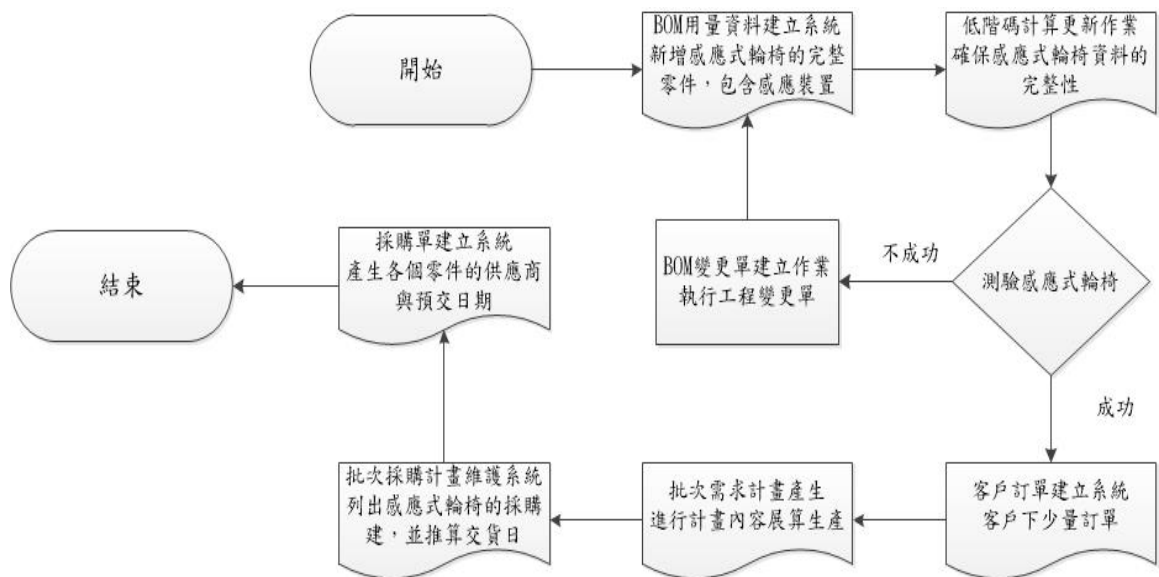 開始
BOM用量資料建立系統
新增感應式輪椅的完整
零件，包含感應裝置
低階碼計算更新作業
確保感應式輪椅資料的
完整性
測驗感應式輪椅
不成功
BOM變更單建立作業
執行工程變更單
成功
客戶訂單建立系統
客戶下少量訂單
批次需求計畫產生
進行計畫內容展算生產
批次採購計畫維護系統
列出感應式輪椅的採購
建，並推算交貨日
採購單建立系統
產生各個零件的供應商
與預交日期
結束